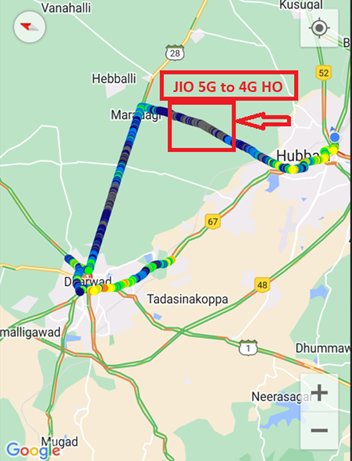 Vanahalli
Kusugal
28
Hebballi
52
JIO 5G to 4G HO
Maradagi
Hubba
67
Dharwad
48
Tadasinakoppa
malligawad
1
Dhummaw
Neerasaga
Mugad
Google
+
−